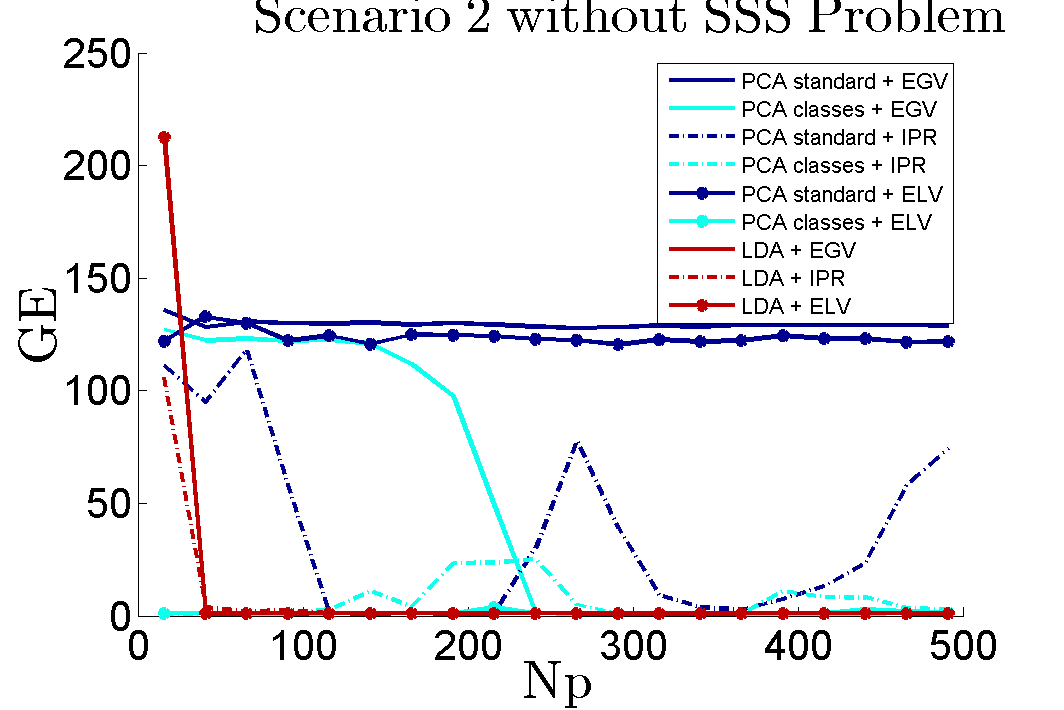 Scenario 2 without SSS Problem
250
200
150
100
50
0
GE
PCA standard + EGV
PCA classes + EGV
PCA standard + IPR
PCA classes + IPR
PCA standard + ELV
PCA classes + ELV
LDA + EGV
LDA + IPR
LDA + ELV
0 100 200 300 400 500
Np